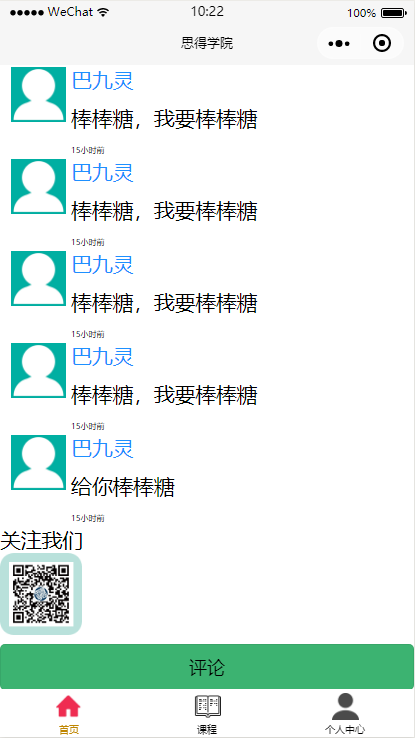 WeChat
10:22
100%
思得学院
巴九灵
棒棒糖，我要棒棒糖
15小时前
巴九灵
棒棒糖，我要棒棒糖
15小时前
巴九灵
棒棒糖，我要棒棒糖
15小时前
巴九灵
棒棒糖，我要棒棒糖
15小时前
巴九灵
给你棒棒糖
15小时前
关注我们
评论
首页
课程
个人中心